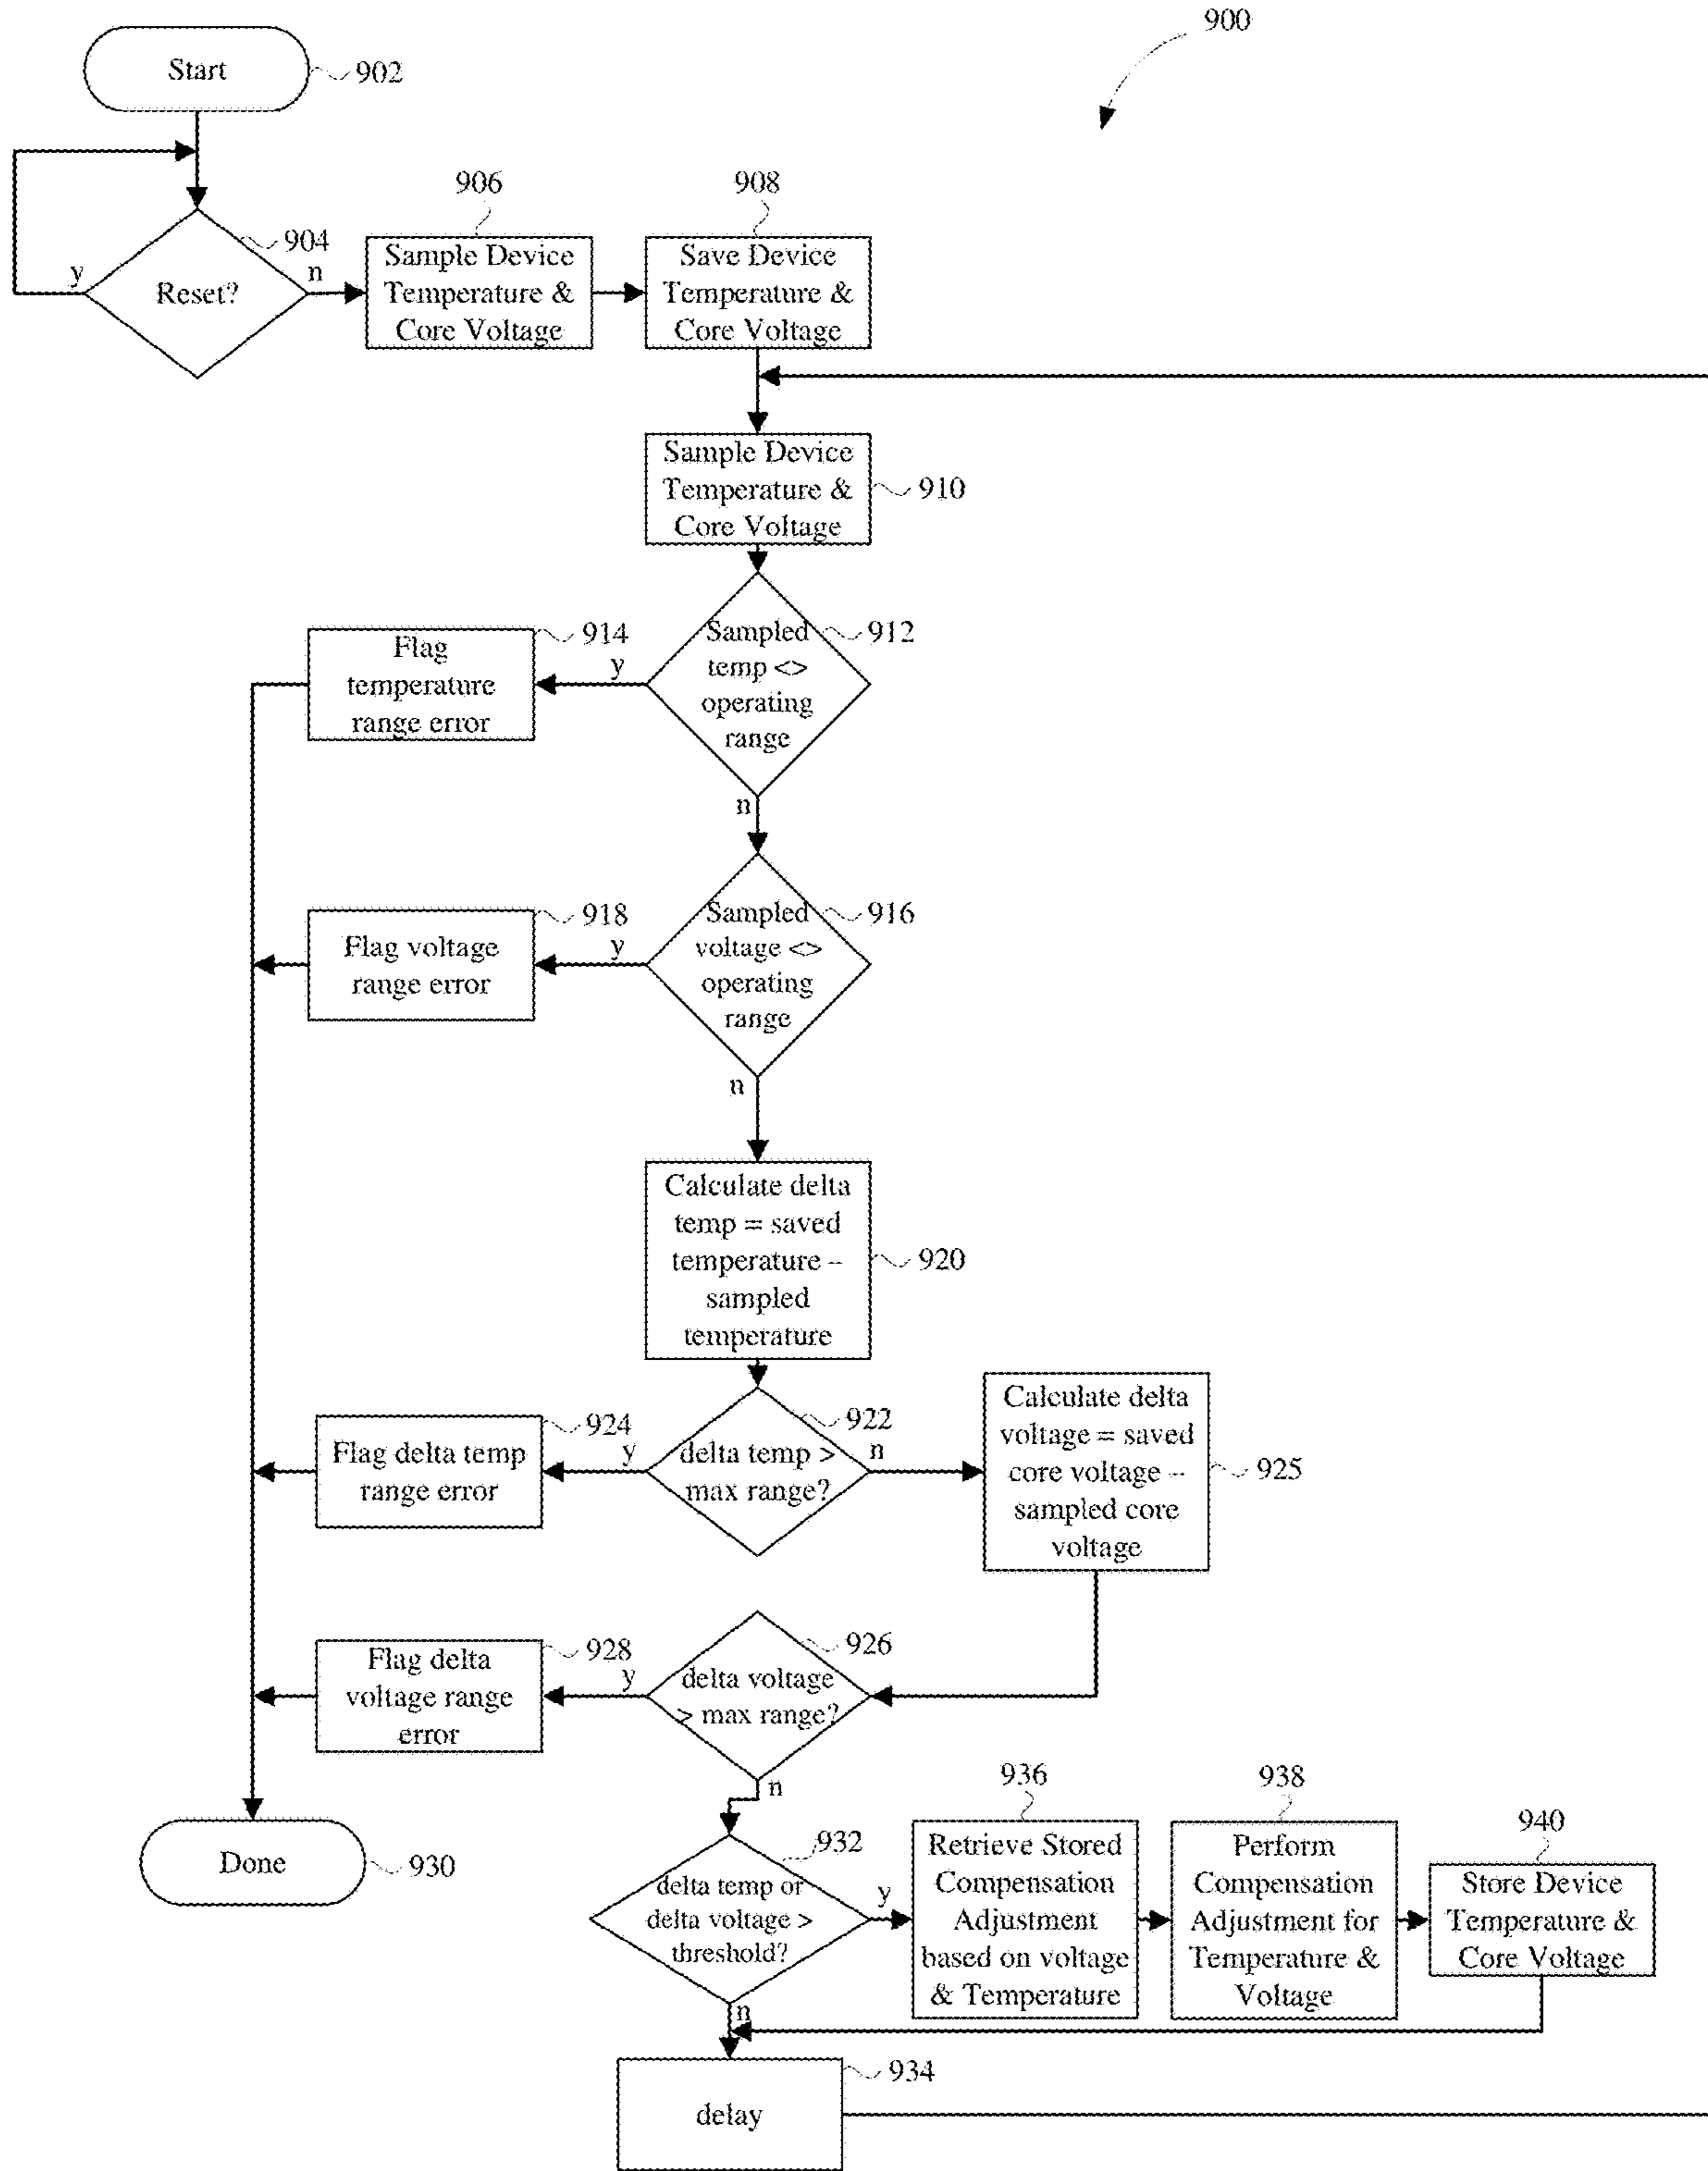 900
Start
902
906
908
904
y
Reset?
n
Sample Device
Temperature &
Core Voltage
Save Device
Temperature &
Core Voltage
Sample Device
Temperature &
Core Voltage
910
914
Flag
temperature
range error
y
Sampled
temp <>
operating
range
912
n
918
Flag voltage
range error
y
Sampled
voltage <>
operating
range
916
n
Calculate delta
temp = saved
temperature –
sampled
temperature
920
924
Flag delta temp
range error
y
delta temp >
max range?
922
n
Calculate delta
voltage = saved
core voltage –
sampled core
voltage
925
928
Flag delta
voltage range
error
y
delta voltage
> max range?
926
n
Done
930
932
delta temp or
delta voltage >
threshold?
y
936
Retrieve Stored
Compensation
Adjustment
based on voltage
& Temperature
938
Perform
Compensation
Adjustment for
Temperature &
Voltage
940
Store Device
Temperature &
Core Voltage
n
delay
934